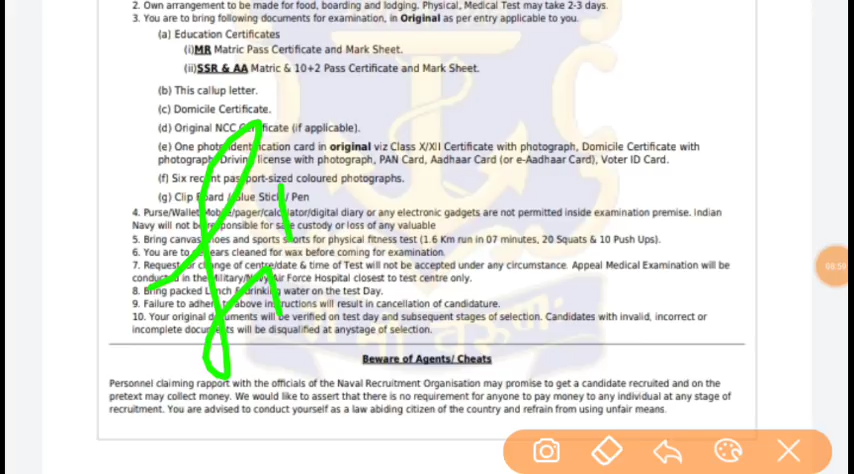 2. Own arrangement to be made for food, boarding and lodging. Physical, Medical Test may take 2-3 days.
3. You are to bring following documents for examination, in Original as per entry applicable to you.
(a) Education Certificates
(i)MR Matric Pass Certificate and Mark Sheet.
(ii)SSR & AA Matric & 10+2 Pass Certificate and Mark Sheet.
(b) This callup letter.
(c) Domicile Certificate.
(d) Original NCC Certificate (if applicable).
(e) One photo identification card in original viz Class X/XII Certificate with photograph, Domicile Certificate with
photograph, Driving license with photograph, PAN Card, Aadhaar Card (or e-Aadhaar Card), Voter ID Card.
(f) Six recent passport-sized coloured photographs.
(g) Clip Board / Glue Stick/ Pen
4. Purse/Wallet/Mobile/pager/calculator/digital diary or any electronic gadgets are not permitted inside examination premise. Indian
Navy will not be responsible for safe custody or loss of any valuable
5. Bring canvas shoes and sports shorts for physical fitness test (1.6 Km run in 07 minutes, 20 Squats & 10 Push Ups).
6. You are to ears cleaned for wax before coming for examination.
7. Request for change of centre/date & time of Test will not be accepted under any circumstance. Appeal Medical Examination will be
conducted in the Military/Navy/Air Force Hospital closest to test centre only.
8. Bring packed Lunch & drinking water on the test Day.
9. Failure to adhere to above instructions will result in cancellation of candidature.
10. Your original documents will be verified on test day and subsequent stages of selection. Candidates with invalid, incorrect or
incomplete documents will be disqualified at anystage of selection.
Beware of Agents/ Cheats
Personnel claiming rapport with the officials of the Naval Recruitment Organisation may promise to get a candidate recruited and on the
pretext may collect money. We would like to assert that there is no requirement for anyone to pay money to any individual at any stage of
recruitment. You are advised to conduct yourself as a law abiding citizen of the country and refrain from using unfair means.